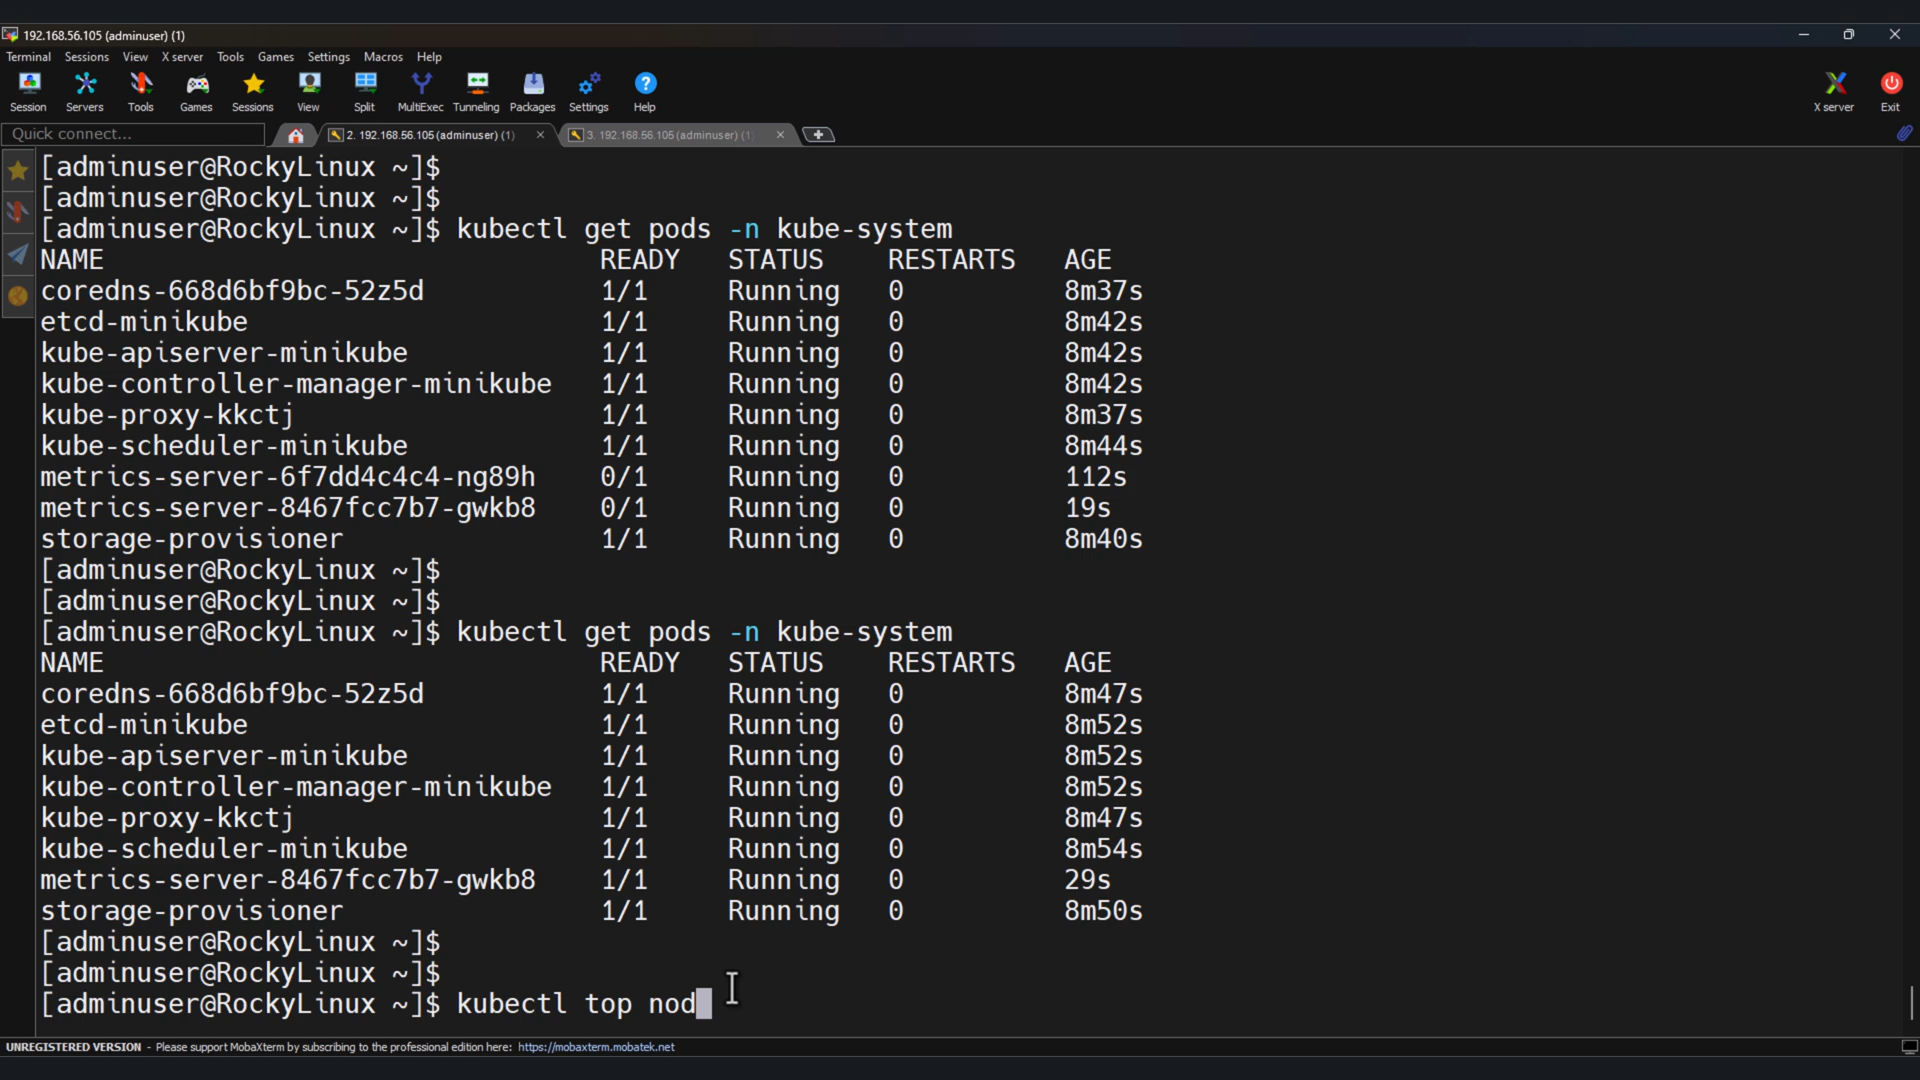 192.168.56.105 (adminuser) (1)
Terminal Sessions View X server Tools Games Settings Macros Help
Session Servers Tools Games Sessions View Split MultiExec Tunneling Packages Settings Help X server Exit
Quick connect... 2. 192.168.56.105 (adminuser) (1) 3. 192.168.56.105 (adminuser) (1)
[adminuser@RockyLinux ~]$
[adminuser@RockyLinux ~]$
[adminuser@RockyLinux ~]$ kubectl get pods -n kube-system
NAME READY STATUS RESTARTS AGE
coredns-668d6bf9bc-52z5d 1/1 Running 0 8m37s
etcd-minikube 1/1 Running 0 8m42s
kube-apiserver-minikube 1/1 Running 0 8m42s
kube-controller-manager-minikube 1/1 Running 0 8m42s
kube-proxy-kkctj 1/1 Running 0 8m37s
kube-scheduler-minikube 1/1 Running 0 8m44s
metrics-server-6f7dd4c4c4-ng89h 0/1 Running 0 112s
metrics-server-8467fcc7b7-gwkb8 0/1 Running 0 19s
storage-provisioner 1/1 Running 0 8m40s
[adminuser@RockyLinux ~]$
[adminuser@RockyLinux ~]$
[adminuser@RockyLinux ~]$ kubectl get pods -n kube-system
NAME READY STATUS RESTARTS AGE
coredns-668d6bf9bc-52z5d 1/1 Running 0 8m47s
etcd-minikube 1/1 Running 0 8m52s
kube-apiserver-minikube 1/1 Running 0 8m52s
kube-controller-manager-minikube 1/1 Running 0 8m52s
kube-proxy-kkctj 1/1 Running 0 8m47s
kube-scheduler-minikube 1/1 Running 0 8m54s
metrics-server-8467fcc7b7-gwkb8 1/1 Running 0 29s
storage-provisioner 1/1 Running 0 8m50s
[adminuser@RockyLinux ~]$
[adminuser@RockyLinux ~]$
[adminuser@RockyLinux ~]$ kubectl top nod
UNREGISTERED VERSION - Please support MobaXterm by subscribing to the professional edition here: https://mobaxterm.mobatek.net